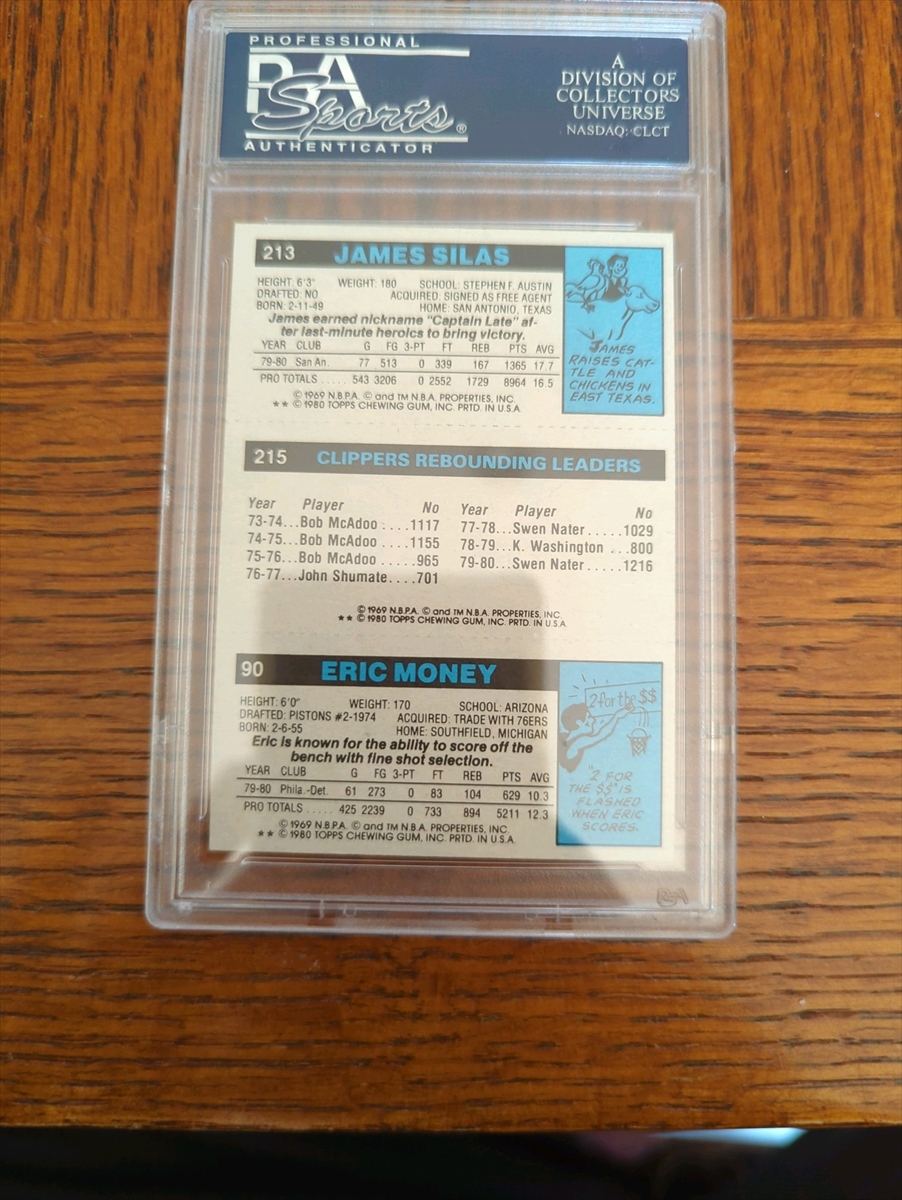 PROFESSIONAL
PSA
Sports®
AUTHENTICATOR
A
DIVISION OF
COLLECTORS
UNIVERSE
NASDAQ: CLCT
213 JAMES SILAS
HEIGHT: 6'3" WEIGHT: 180 SCHOOL: STEPHEN F. AUSTIN
DRAFTED: NO ACQUIRED: SIGNED AS FREE AGENT
BORN: 2-11-49 HOME: SAN ANTONIO, TEXAS
James earned nickname "Captain Late" af-
ter last-minute heroics to bring victory.
YEAR CLUB G FG 3-PT FT REB PTS AVG
79-80 San An. 77 513 0 339 167 1365 17.7
PRO TOTALS ..... 543 3206 0 2552 1729 8964 16.5
© 1969 N.B.P.A. © and TM N.B.A. PROPERTIES, INC.
★★ © 1980 TOPPS CHEWING GUM, INC. PRTD. IN U.S.A.
JAMES
RAISES CAT-
TLE AND
CHICKENS IN
EAST TEXAS.
215 CLIPPERS REBOUNDING LEADERS
Year Player No Year Player No
73-74...Bob McAdoo ....1117 77-78...Swen Nater.....1029
74-75...Bob McAdoo ....1155 78-79...K. Washington ...800
75-76...Bob McAdoo .....965 79-80...Swen Nater.....1216
76-77...John Shumate....701
© 1969 N.B.P.A. © and TM N.B.A. PROPERTIES, INC.
★★ © 1980 TOPPS CHEWING GUM, INC. PRTD. IN U.S.A.
90 ERIC MONEY
HEIGHT: 6'0" WEIGHT: 170 SCHOOL: ARIZONA
DRAFTED: PISTONS #2-1974 ACQUIRED: TRADE WITH 76ERS
BORN: 2-6-55 HOME: SOUTHFIELD, MICHIGAN
Eric is known for the ability to score off the
bench with fine shot selection.
YEAR CLUB G FG 3-PT FT REB PTS AVG
79-80 Phila.-Det. 61 273 0 83 104 629 10.3
PRO TOTALS ..... 425 2239 0 733 894 5211 12.3
© 1969 N.B.P.A. © and TM N.B.A. PROPERTIES, INC.
★★ © 1980 TOPPS CHEWING GUM, INC. PRTD. IN U.S.A.
2 for the $$
"2 FOR
THE $$" IS
FLASHED
WHEN ERIC
SCORES.
PSA